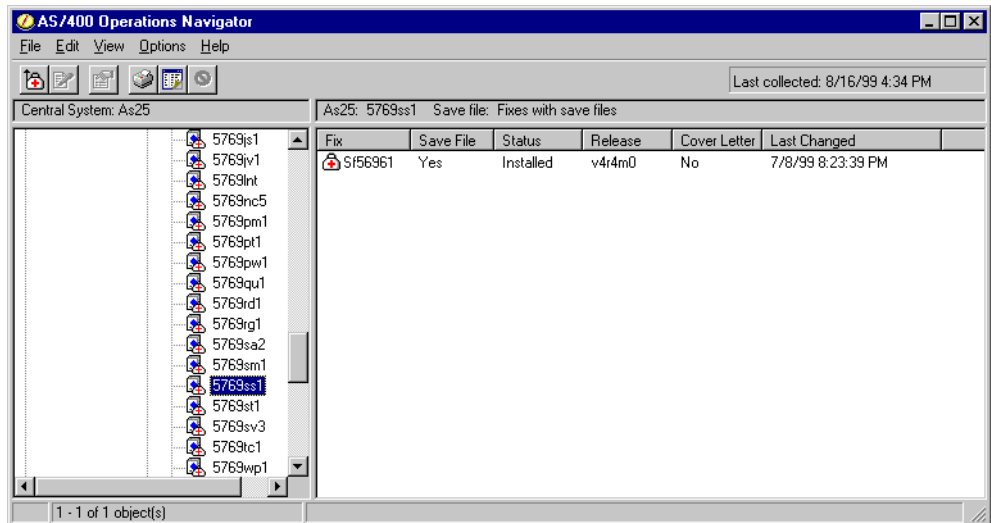 AS/400 Operations Navigator
File Edit View Options Help
Last collected: 8/16/99 4:34 PM
Central System: As25
As25: 5769ss1 Save file: Fixes with save files
Fix Save File Status Release Cover Letter Last Changed
Sf56961 Yes Installed v4r4m0 No 7/8/99 8:23:39 PM
5769js1
5769jv1
5769lnt
5769nc5
5769pm1
5769pt1
5769pw1
5769qu1
5769rd1
5769rg1
5769sa2
5769sm1
5769ss1
5769st1
5769sv3
5769tc1
5769wp1
1 - 1 of 1 object(s)